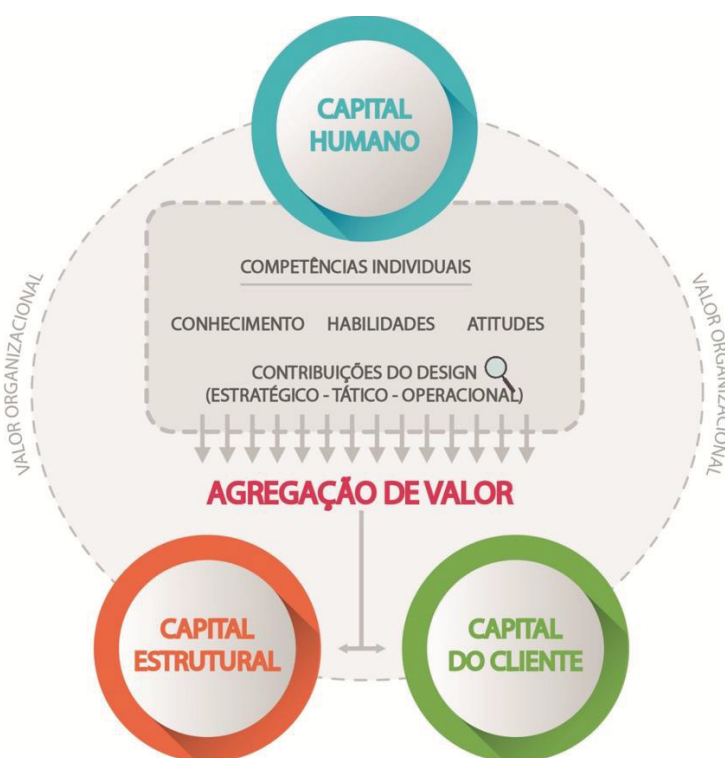 CAPITAL
HUMANO
COMPETÊNCIAS INDIVIDUAIS
CONHECIMENTO HABILIDADES ATITUDES
CONTRIBUIÇÕES DO DESIGN
(ESTRATÉGICO - TÁTICO - OPERACIONAL)
VALOR ORGANIZACIONAL
VALOR ORGANIZACIONAL
AGREGAÇÃO DE VALOR
CAPITAL
ESTRUTURAL
CAPITAL
DO CLIENTE